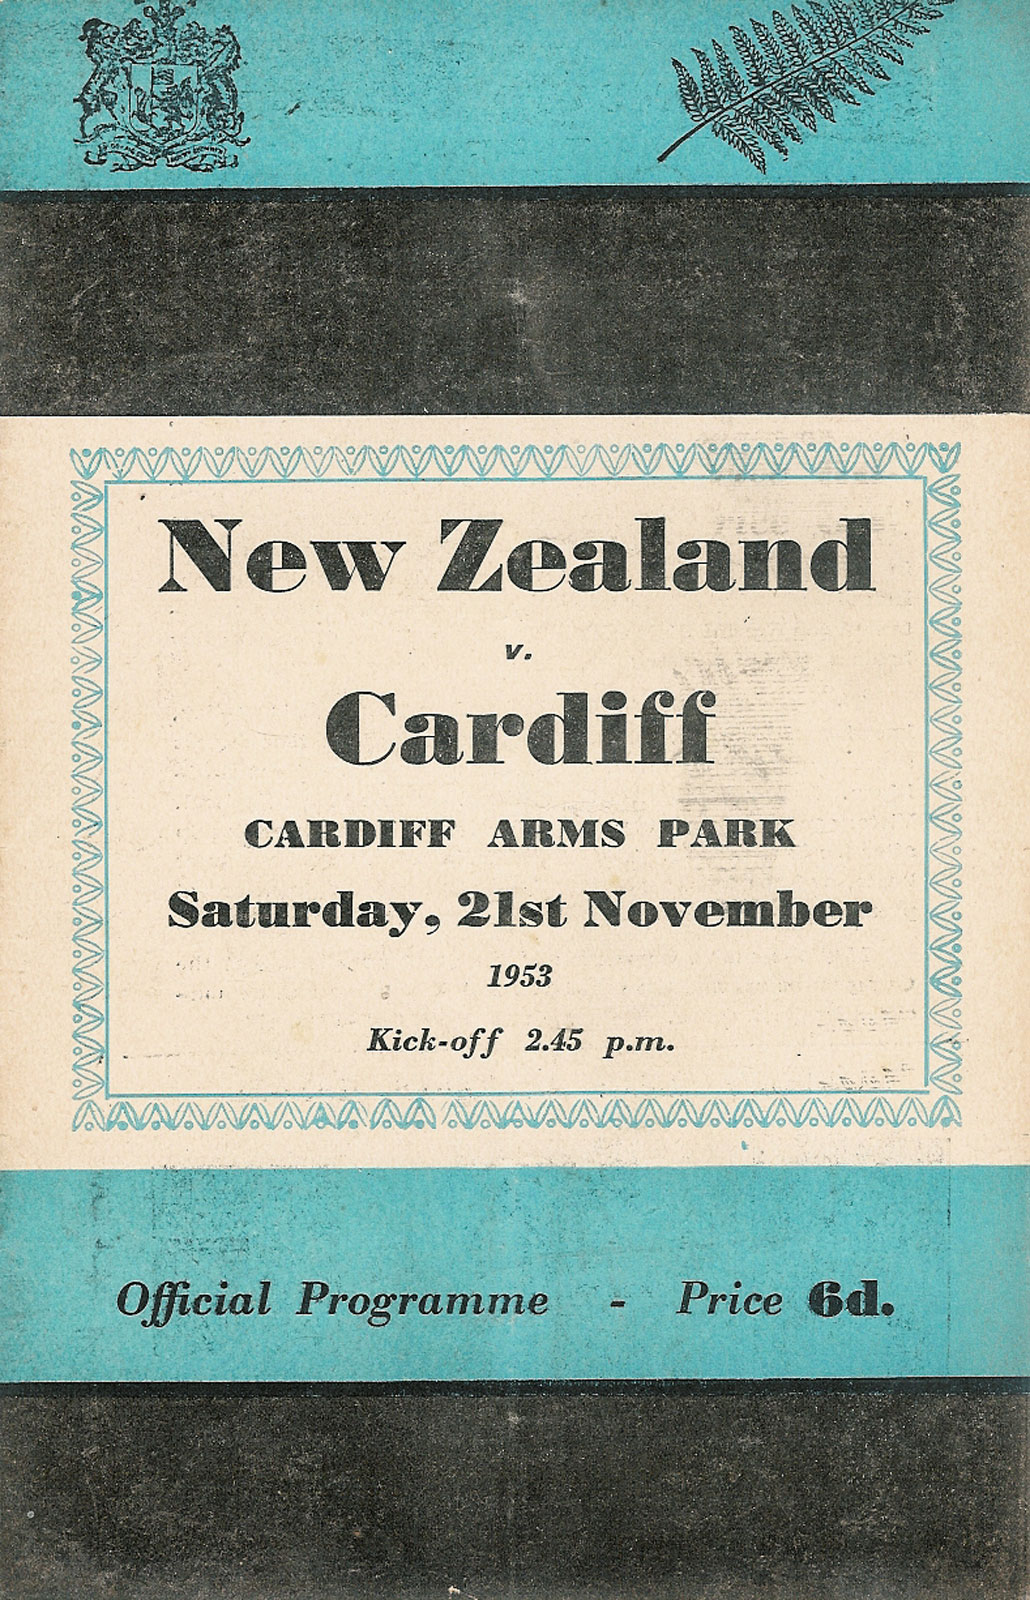 New Zealand
v.
Cardiff
CARDIFF ARMS PARK
Saturday, 21st November
1953
Kick-off 2.45 p.m.
Official Programme - Price 6d.